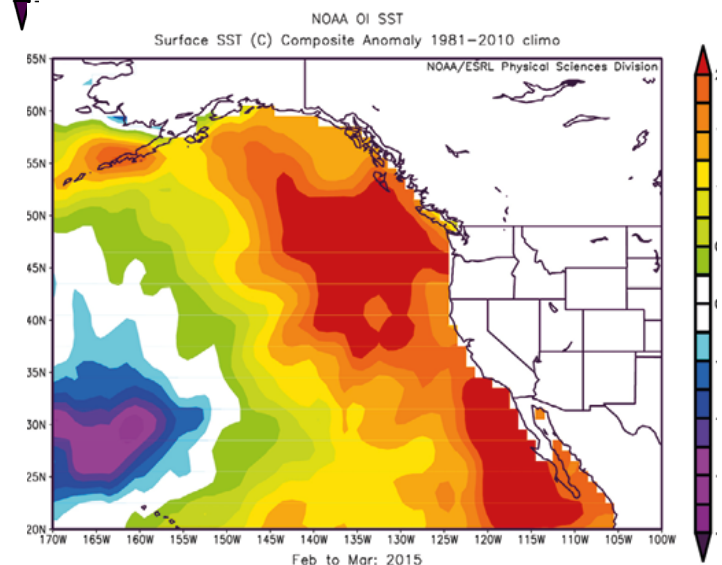 NOAA OI SST
Surface SST (C) Composite Anomaly 1981-2010 climo
NOAA/ESRL Physical Sciences Division
65N
60N
55N
50N
45N
40N
35N
30N
25N
20N
170W 165W 160W 155W 150W 145W 140W 135W 130W 125W 120W 115W 110W 105W 100W
Feb to Mar: 2015